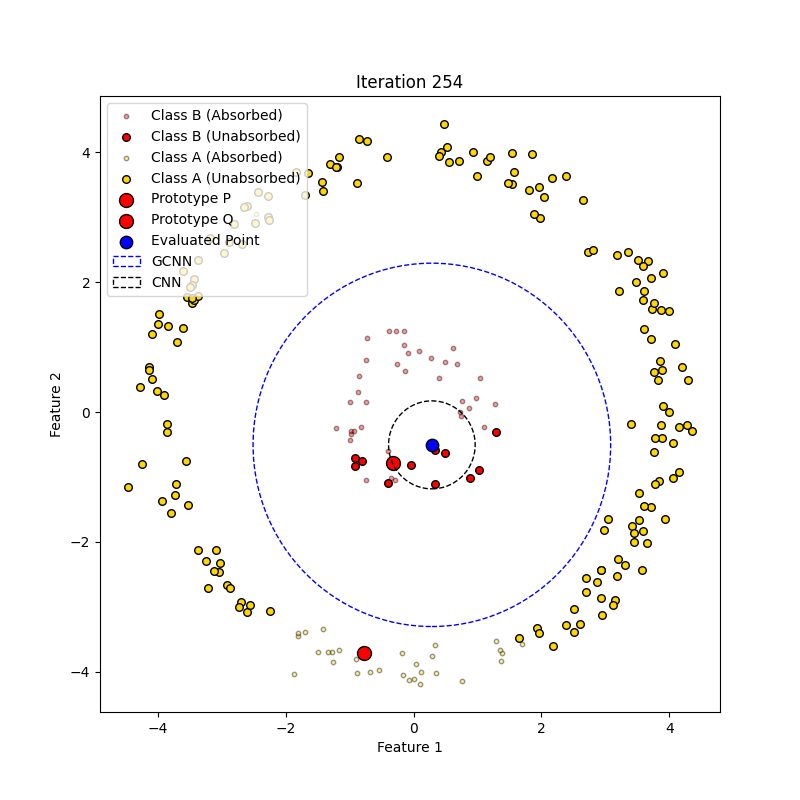 Iteration 254
Class B (Absorbed)
Class B (Unabsorbed)
Class A (Absorbed)
Class A (Unabsorbed)
Prototype P
Prototype Q
Evaluated Point
GCNN
CNN
Feature 2
4
2
0
−2
−4
−4
−2
0
2
4
Feature 1